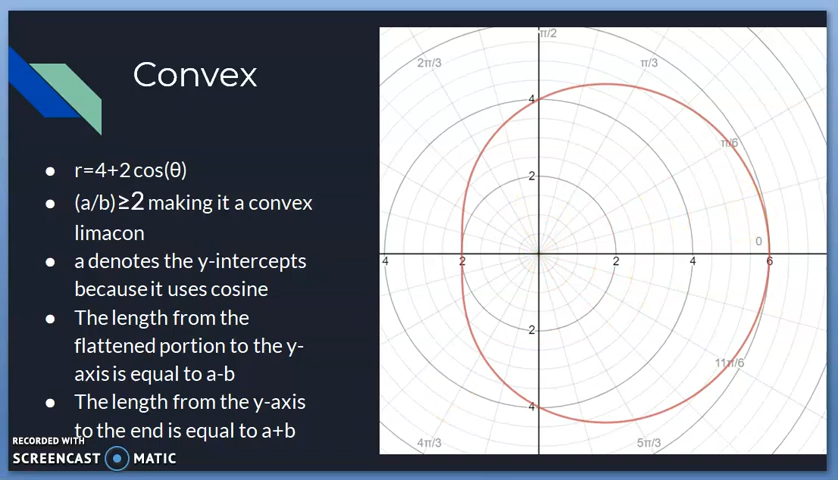 Convex
r=4+2 cos(θ)
(a/b)≥2 making it a convex
limacon
a denotes the y-intercepts
because it uses cosine
The length from the
flattened portion to the y-
axis is equal to a-b
The length from the y-axis
to the end is equal to a+b
RECORDED WITH
SCREENCAST MATIC
π/2
2π/3 π/3
4
π/6
2
0
4 2 2 4 6
2
11π/6
4
4π/3 5π/3